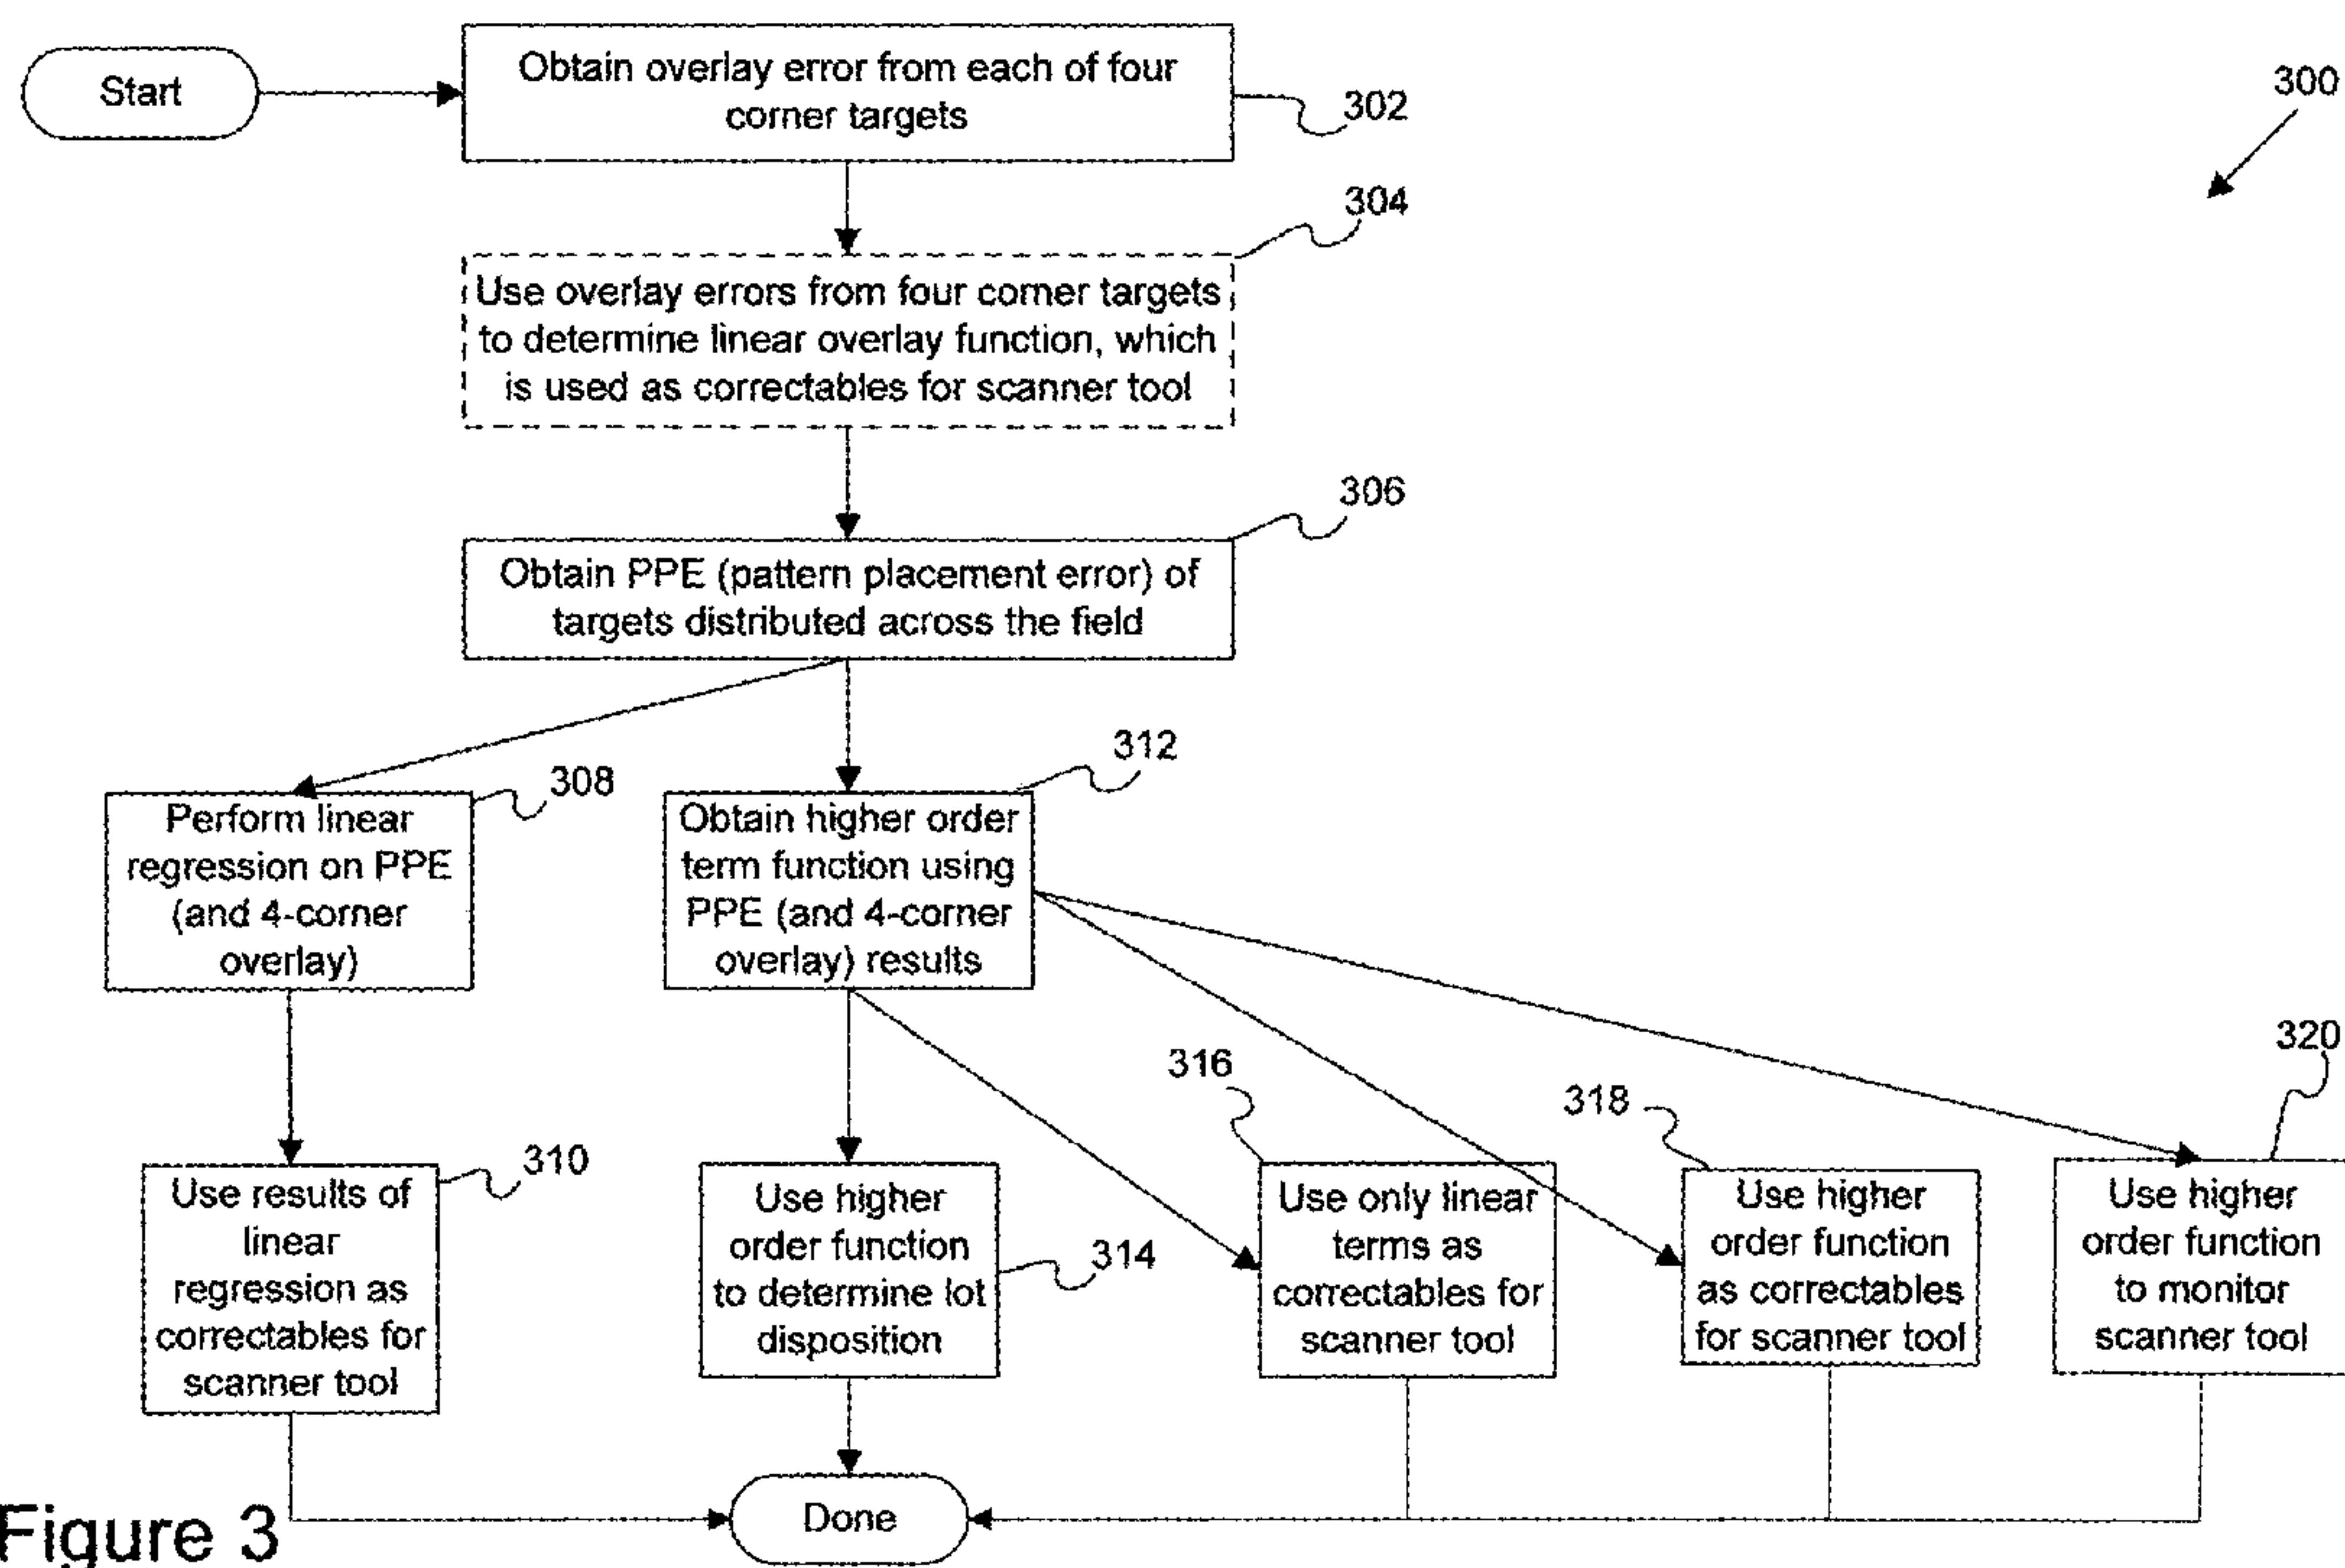 Start
Obtain overlay error from each of four
corner targets
302
300
304
Use overlay errors from four corner targets
to determine linear overlay function, which
is used as correctables for scanner tool
306
Obtain PPE (pattern placement error) of
targets distributed across the field
308
Perform linear
regression on PPE
(and 4-corner
overlay)
312
Obtain higher order
term function using
PPE (and 4-corner
overlay) results
310
Use results of
linear
regression as
correctables for
scanner tool
314
Use higher
order function
to determine lot
disposition
316
Use only linear
terms as
correctables for
scanner tool
318
Use higher
order function
as correctables
for scanner tool
320
Use higher
order function
to monitor
scanner tool
Done
Figure 3